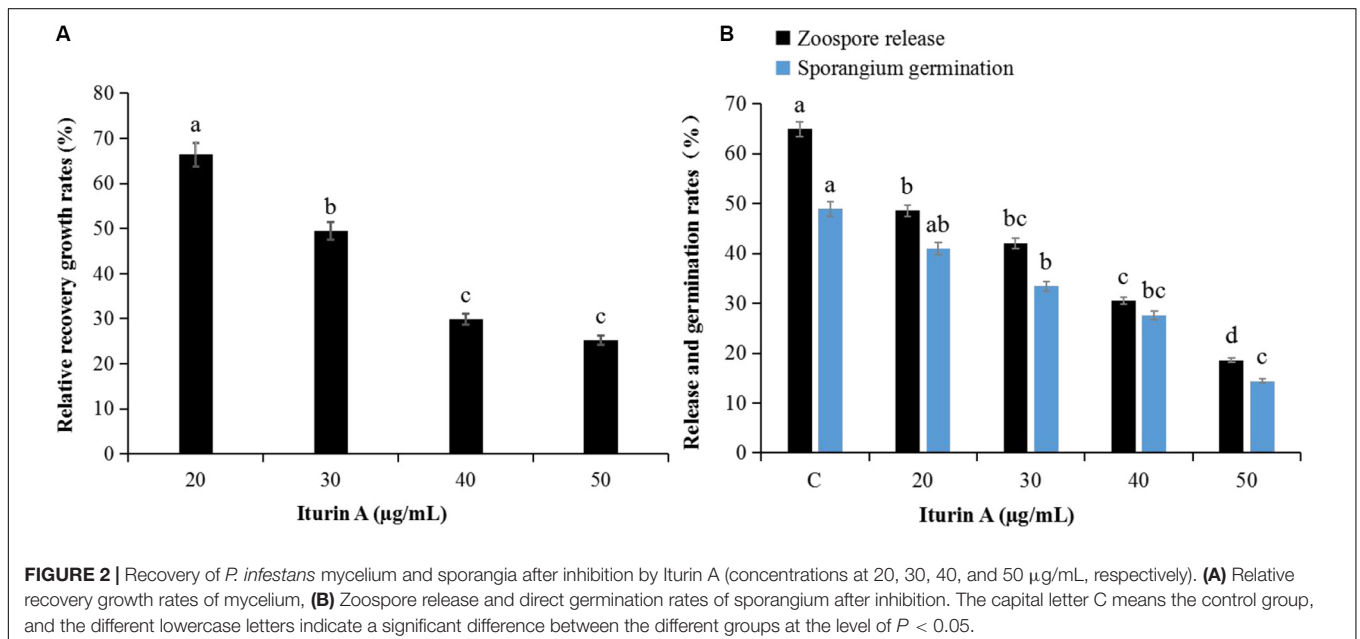 A
Relative recovery growth rates (%)
80
70
60
50
40
30
20
10
0
a
b
c
c
20 30 40 50
Iturin A (µg/mL)
B
Zoospore release
Sporangium germination
Release and germination rates (%)
70
60
50
40
30
20
10
0
a
a
b
ab
bc
b
c
bc
d
c
C 20 30 40 50
Iturin A (µg/mL)
FIGURE 2 | Recovery of P. infestans mycelium and sporangia after inhibition by Iturin A (concentrations at 20, 30, 40, and 50 µg/mL, respectively). (A) Relative
recovery growth rates of mycelium, (B) Zoospore release and direct germination rates of sporangium after inhibition. The capital letter C means the control group,
and the different lowercase letters indicate a significant difference between the different groups at the level of P < 0.05.